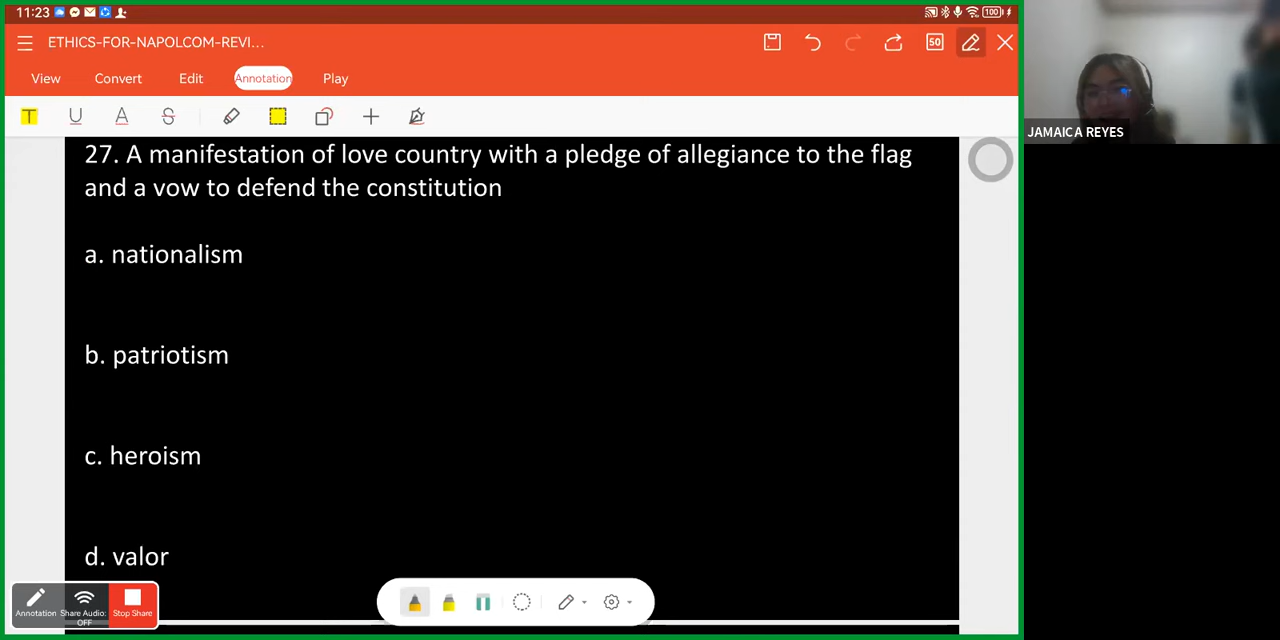 11:23
100
ETHICS-FOR-NAPOLCOM-REVI...
50
View Convert Edit Annotation Play
T U A S
27. A manifestation of love country with a pledge of allegiance to the flag
and a vow to defend the constitution
a. nationalism
b. patriotism
c. heroism
d. valor
Annotation Share Audio: OFF Stop Share
JAMAICA REYES